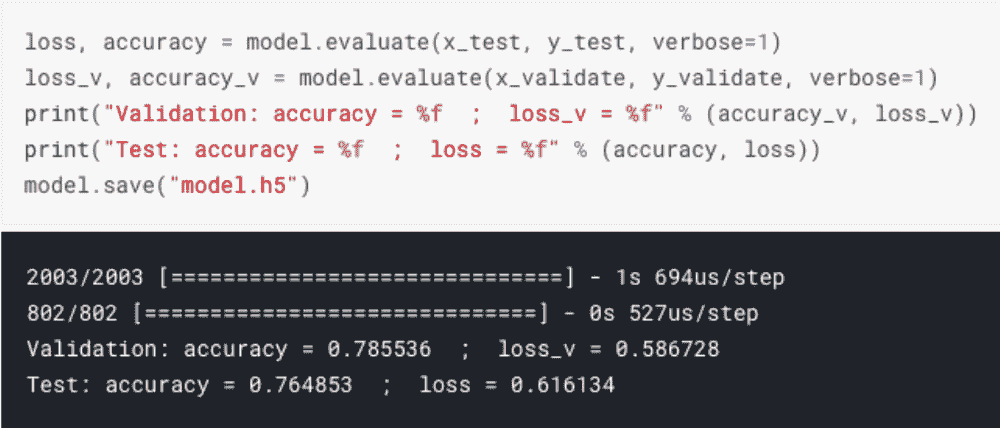 loss, accuracy = model.evaluate(x_test, y_test, verbose=1)
loss_v, accuracy_v = model.evaluate(x_validate, y_validate, verbose=1)
print("Validation: accuracy = %f  ;  loss_v = %f" % (accuracy_v, loss_v))
print("Test: accuracy = %f  ;  loss = %f" % (accuracy, loss))
model.save("model.h5")
2003/2003 [==============================] - 1s 694us/step
802/802 [==============================] - 0s 527us/step
Validation: accuracy = 0.785536  ;  loss_v = 0.586728
Test: accuracy = 0.764853  ;  loss = 0.616134